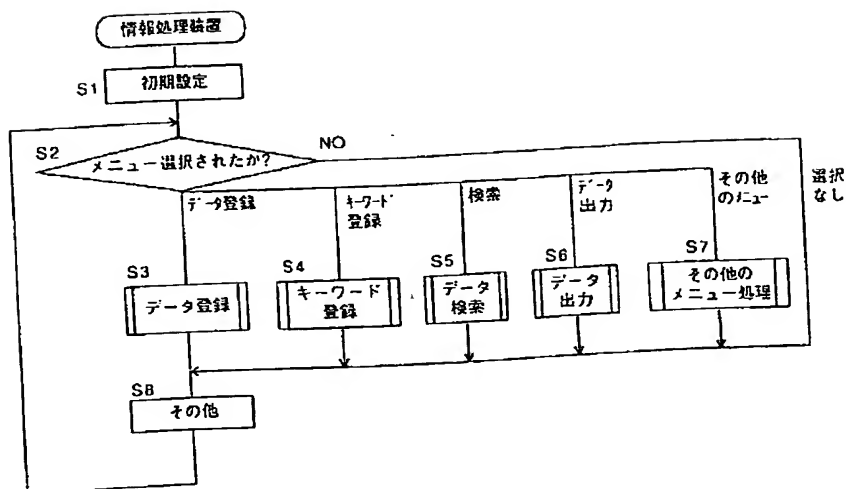 情報処理装置
S1
初期設定
S2
メニュー選択されたか?
NO
データ登録
キーワード
登録
検索
データ
出力
その他
のメニュー
選択
なし
S3
データ登録
S4
キーワード
登録
S5
データ
検索
S6
データ
出力
S7
その他の
メニュー処理
S8
その他